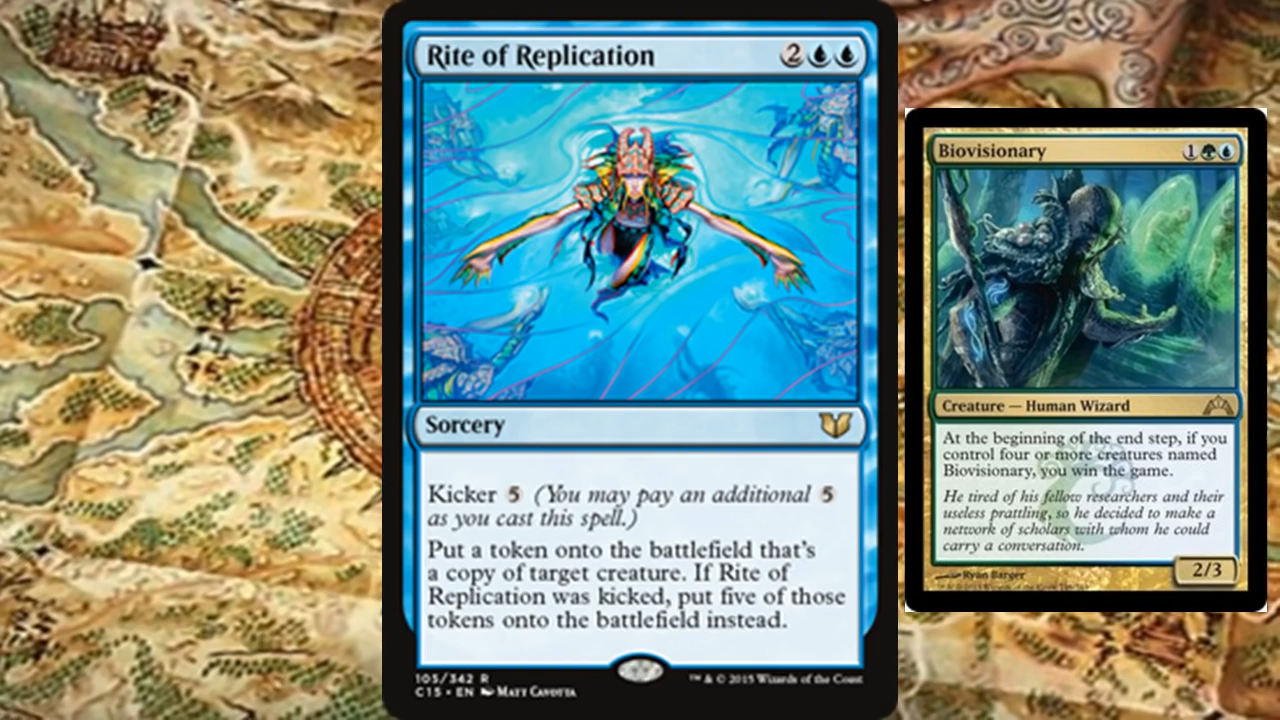 Rite of Replication 2
Sorcery
Kicker 5 (You may pay an additional 5
as you cast this spell.)
Put a token onto the battlefield that's
a copy of target creature. If Rite of
Replication was kicked, put five of those
tokens onto the battlefield instead.
105/342 R
C15 • EN Matt Cavotta
™ & © 2015 Wizards of the Coast
Biovisionary 1
Creature — Human Wizard
At the beginning of the end step, if you
control four or more creatures named
Biovisionary, you win the game.
He tired of his fellow researchers and their
useless prattling, so he decided to make a
network of scholars with whom he could
carry a conversation.
Ryan Barger
2/3